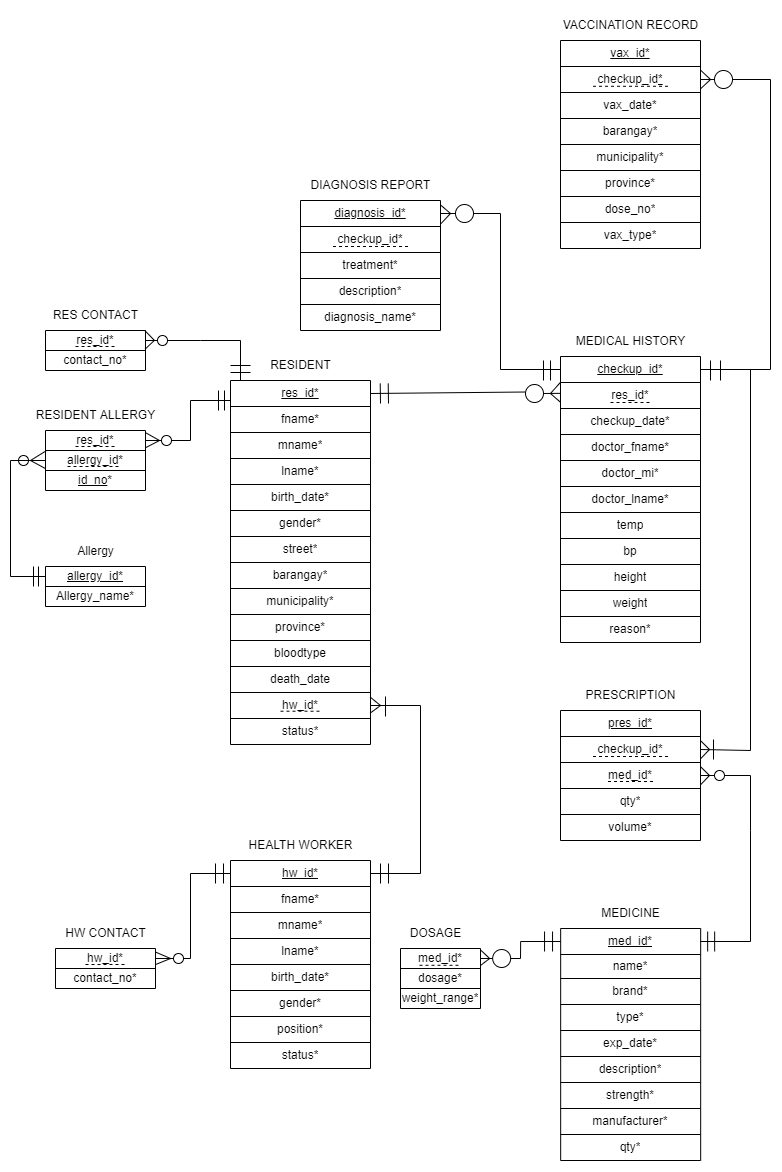 VACCINATION RECORD
vax_id*
checkup_id*
vax_date*
barangay*
municipality*
province*
dose_no*
vax_type*
DIAGNOSIS REPORT
diagnosis_id*
checkup_id*
treatment*
description*
diagnosis_name*
RES CONTACT
res_id*
contact_no*
RESIDENT ALLERGY
res_id*
allergy_id*
id_no*
Allergy
allergy_id*
Allergy_name*
RESIDENT
res_id*
fname*
mname*
lname*
birth_date*
gender*
street*
barangay*
municipality*
province*
bloodtype
death_date
hw_id*
status*
MEDICAL HISTORY
checkup_id*
res_id*
checkup_date*
doctor_fname*
doctor_mi*
doctor_lname*
temp
bp
height
weight
reason*
PRESCRIPTION
pres_id*
checkup_id*
med_id*
qty*
volume*
HEALTH WORKER
hw_id*
fname*
mname*
lname*
birth_date*
gender*
position*
status*
HW CONTACT
hw_id*
contact_no*
DOSAGE
med_id*
dosage*
weight_range*
MEDICINE
med_id*
name*
brand*
type*
exp_date*
description*
strength*
manufacturer*
qty*